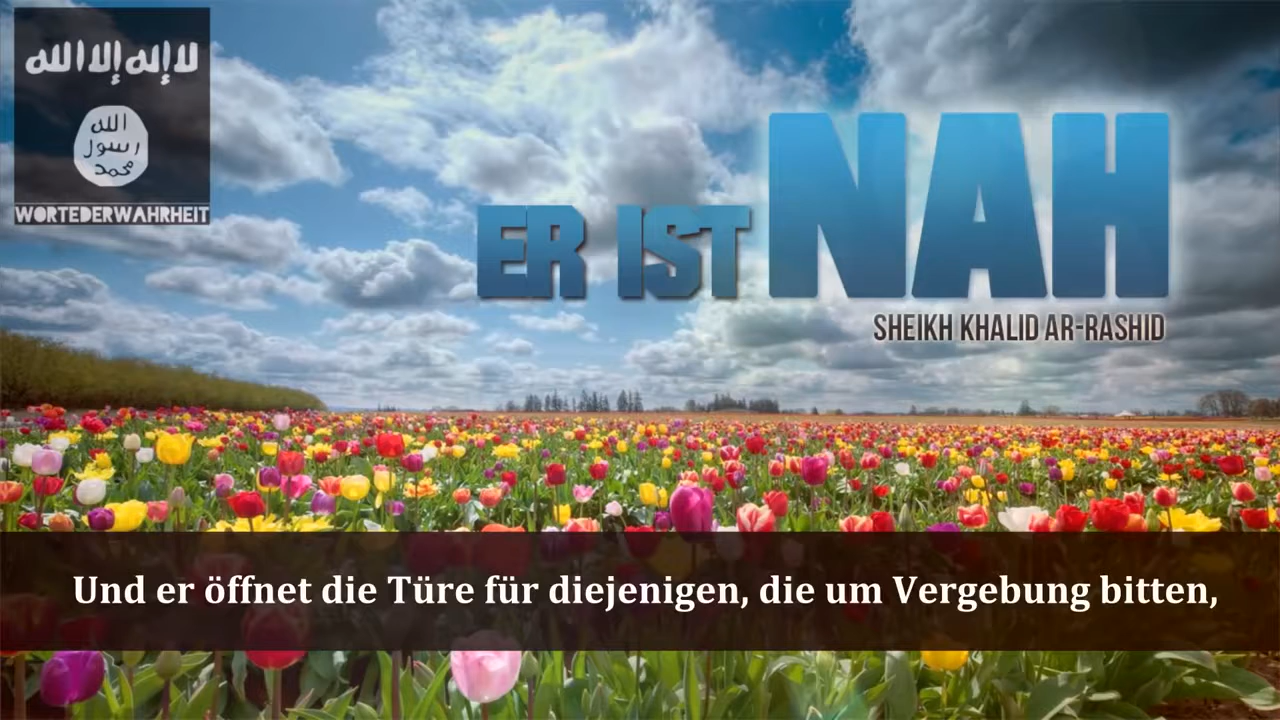 لا إله إلا الله
الله
رسول
محمد
WORTEDERWAHRHEIT
ER IST NAH
SHEIKH KHALID AR-RASHID
Und er öffnet die Türe für diejenigen, die um Vergebung bitten,